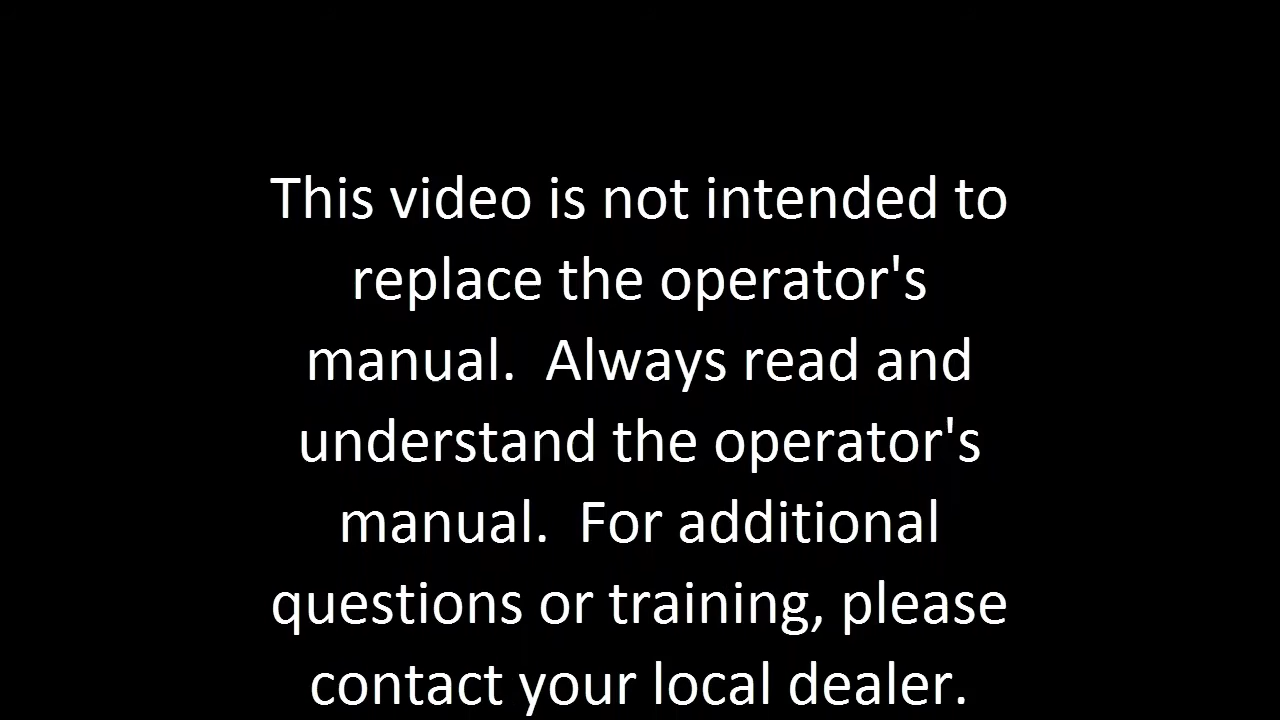 This video is not intended to
replace the operator's
manual.  Always read and
understand the operator's
manual.  For additional
questions or training, please
contact your local dealer.